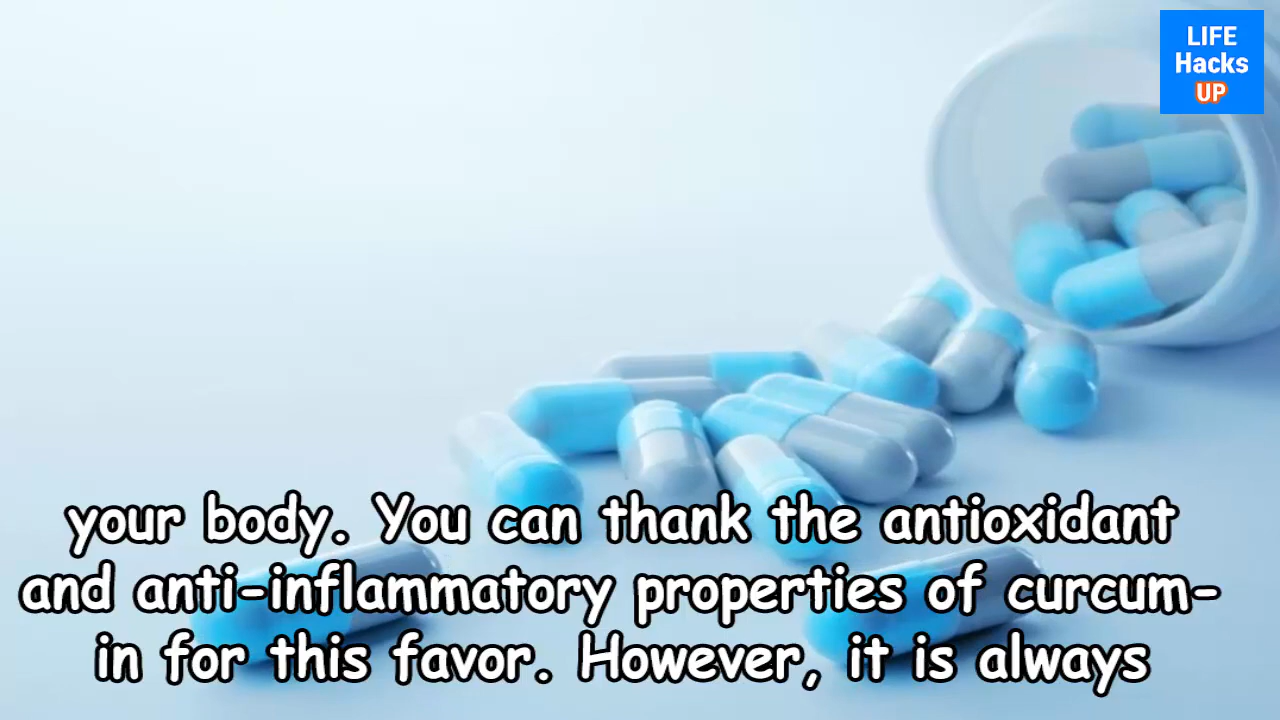 LIFE
Hacks
UP
your body. You can thank the antioxidant
and anti-inflammatory properties of curcum-
in for this favor. However, it is always